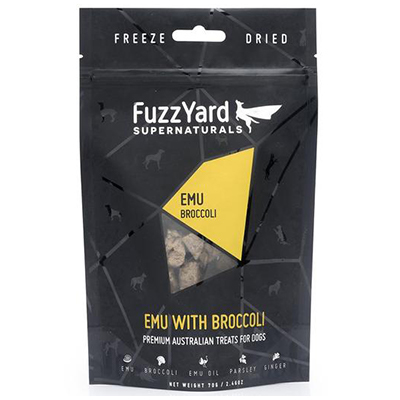 FREEZE DRIED
FuzzYard
SUPERNATURALS
EMU
BROCCOLI
EMU WITH BROCCOLI
PREMIUM AUSTRALIAN TREATS FOR DOGS
EMU BROCCOLI EMU OIL PARSLEY GINGER
NET WEIGHT 70G / 2.46OZ